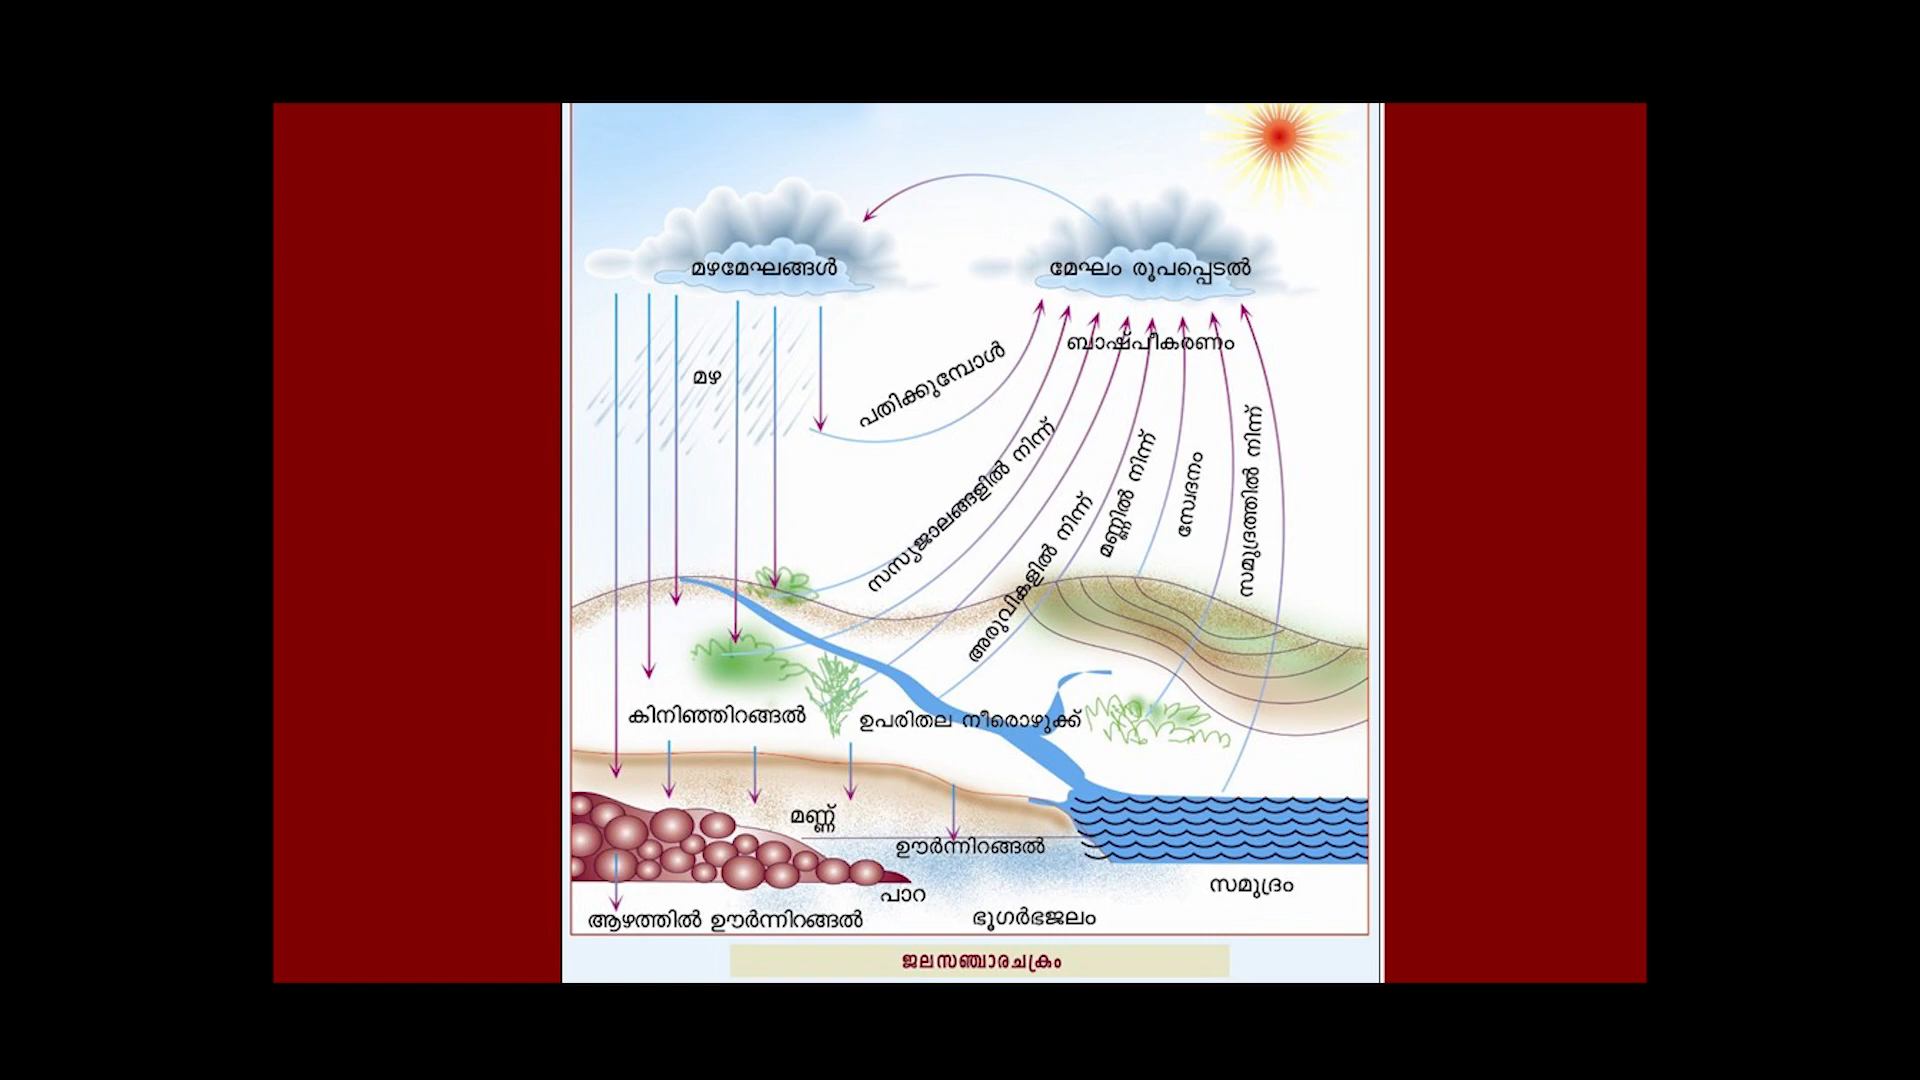 മഴമേഘങ്ങൾ
മേഘം രൂപപ്പെടൽ
ബാഷ്പീകരണം
മഴ
പതിക്കുമ്പോൾ
സസ്യജാലങ്ങളിൽ നിന്ന്
അരുവികളിൽ നിന്ന്
മണ്ണിൽ നിന്ന്
സ്വേദനം
സമുദ്രത്തിൽ നിന്ന്
കിനിഞ്ഞിറങ്ങൽ
ഉപരിതല നീരൊഴുക്ക്
മണ്ണ്
ഊർന്നിറങ്ങൽ
പാറ
സമുദ്രം
ആഴത്തിൽ ഊർന്നിറങ്ങൽ
ഭൂഗർഭജലം
ജലസഞ്ചാരചക്രം